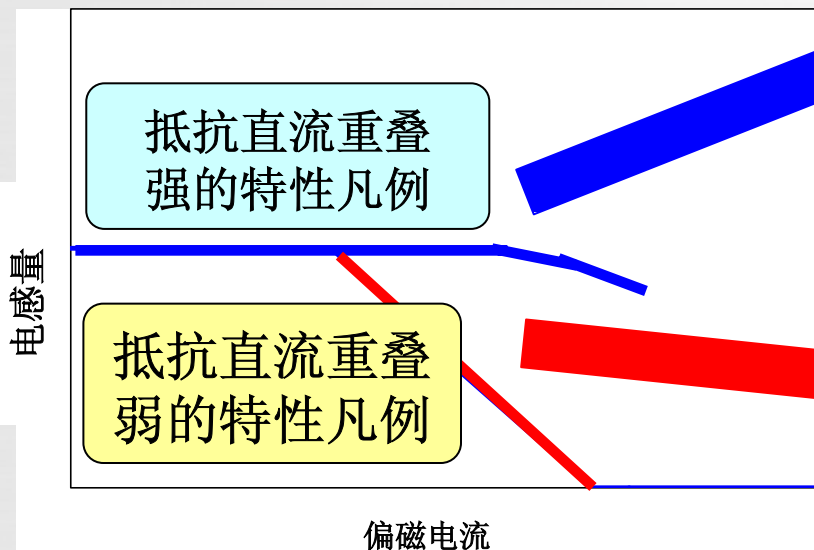 抵抗直流重叠
强的特性凡例
电感量
抵抗直流重叠
弱的特性凡例
偏磁电流